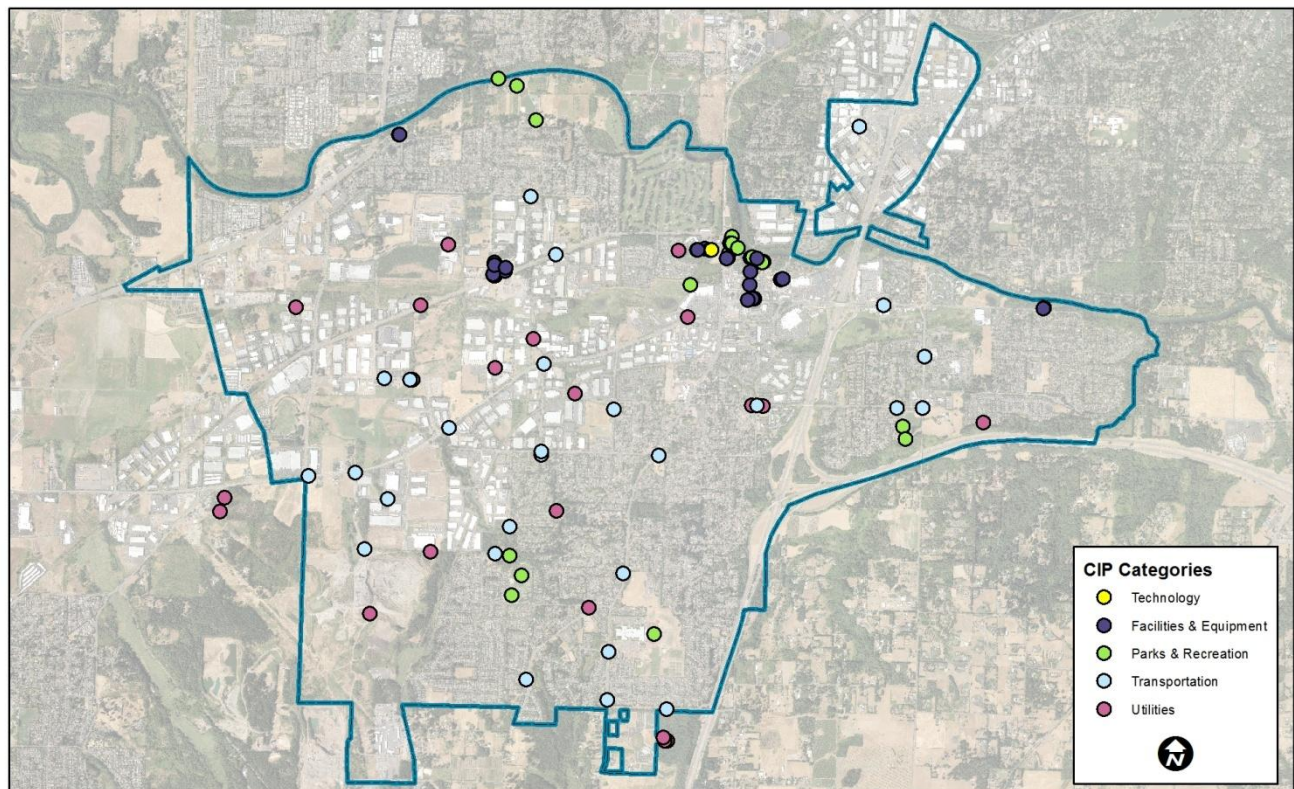 CIP Categories
Technology
Facilities & Equipment
Parks & Recreation
Transportation
Utilities
N